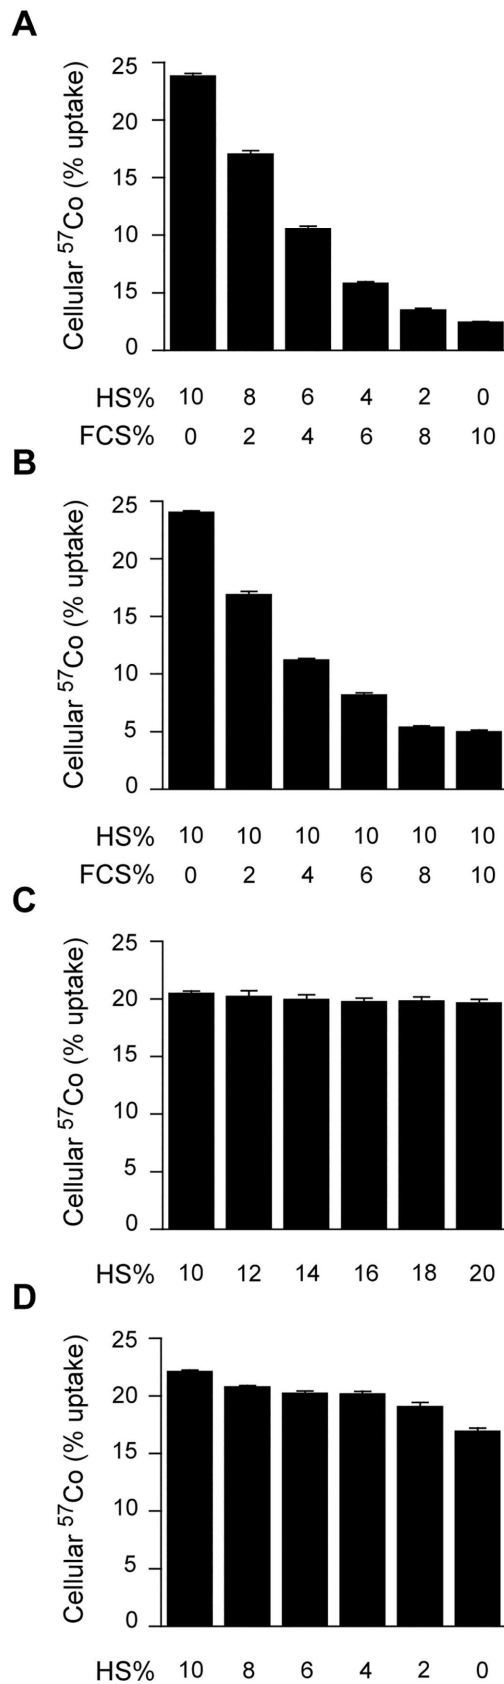 A
Cellular 57Co (% uptake)
25
20
15
10
15
0
HS% 10 8 6 4 2 0
FCS% 0 2 4 6 8 10
B
Cellular 57Co (% uptake)
25
20
15
10
5
0
HS% 10 10 10 10 10 10
FCS% 0 2 4 6 8 10
C
Cellular 57Co (% uptake)
25
20
15
10
5
0
HS% 10 12 14 16 18 20
D
Cellular 57Co (% uptake)
25
20
15
10
5
0
HS% 10 8 6 4 2 0